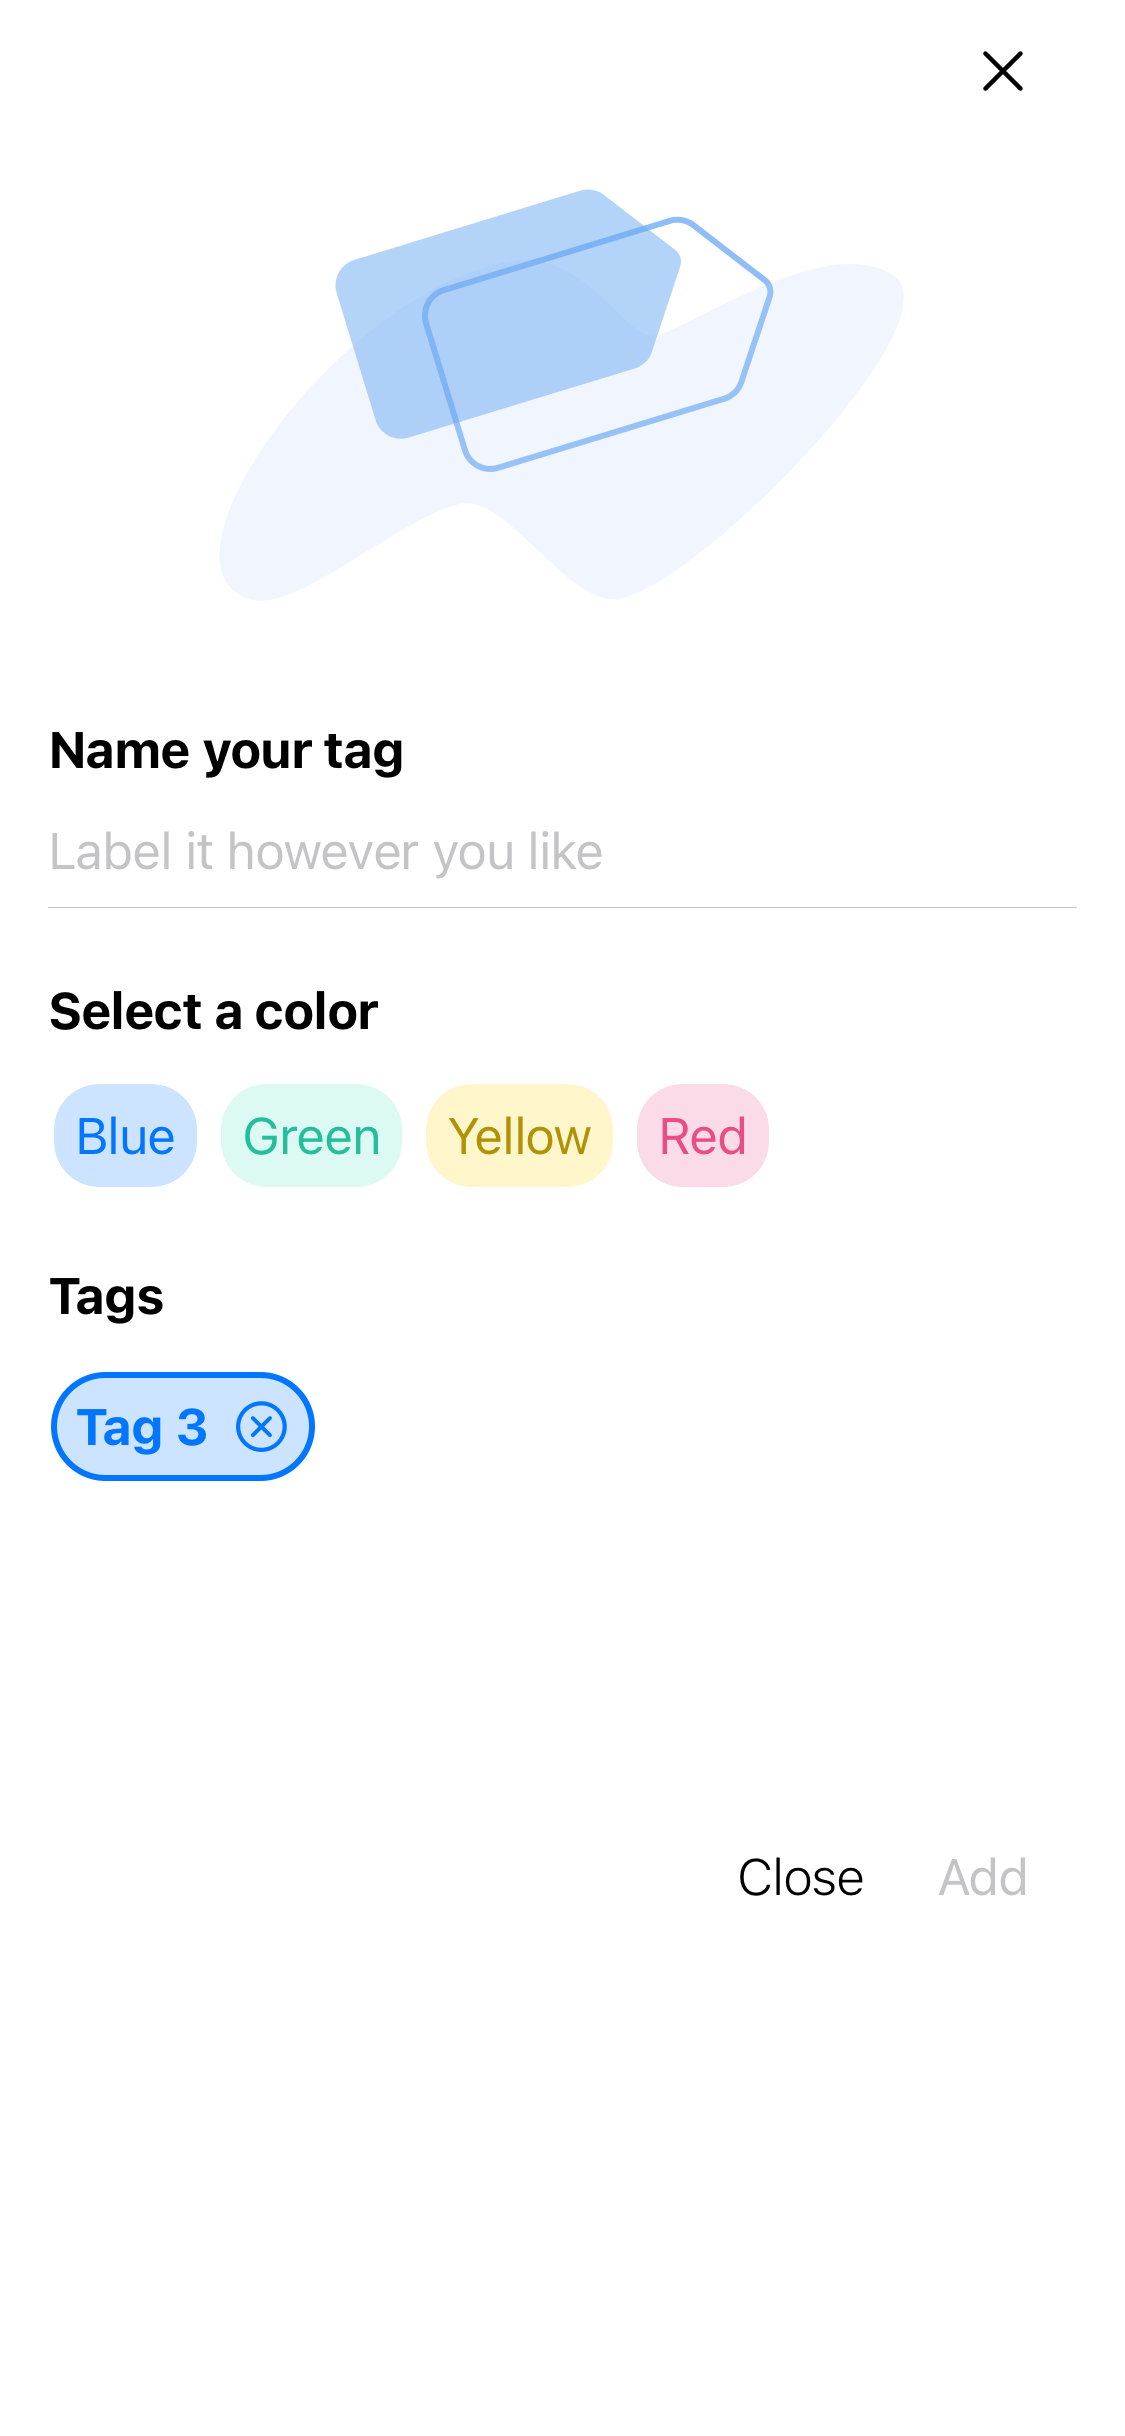 Name your tag
Label it however you like
Select a color
Blue Green Yellow Red
Tags
Tag 3
Close Add